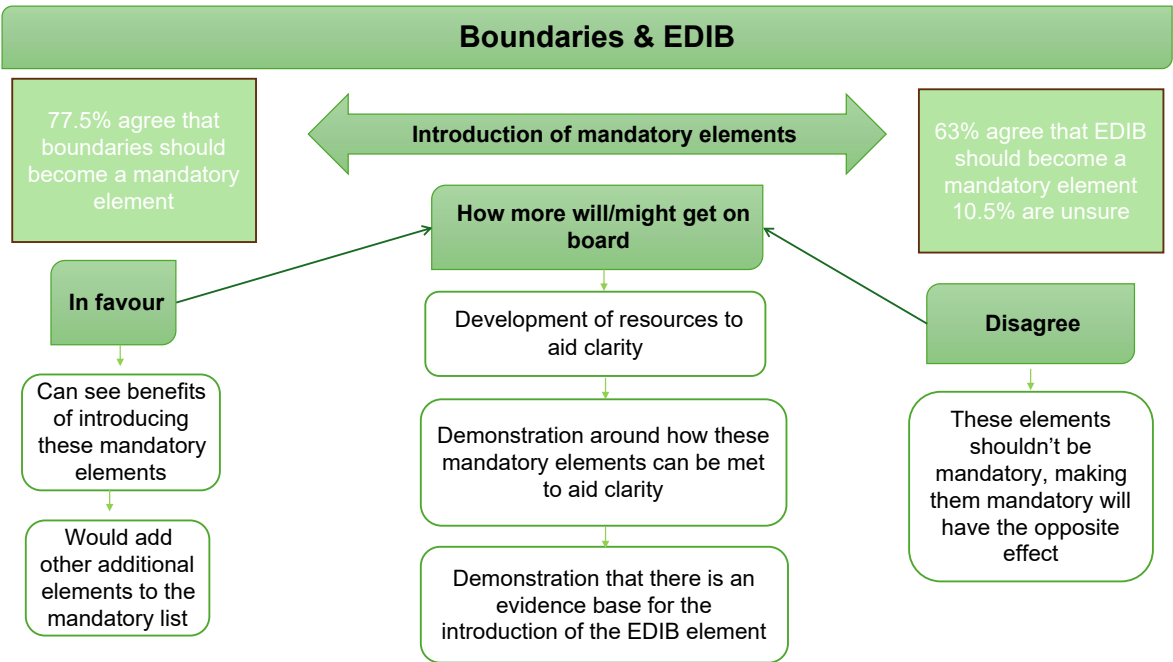 Boundaries & EDIB
77.5% agree that
boundaries should
become a mandatory
element
Introduction of mandatory elements
63% agree that EDIB
should become a
mandatory element
10.5% are unsure
How more will/might get on
board
In favour
Can see benefits
of introducing
these mandatory
elements
Would add
other additional
elements to the
mandatory list
Development of resources to
aid clarity
Demonstration around how these
mandatory elements can be met
to aid clarity
Demonstration that there is an
evidence base for the
introduction of the EDIB element
Disagree
These elements
shouldn’t be
mandatory, making
them mandatory will
have the opposite
effect